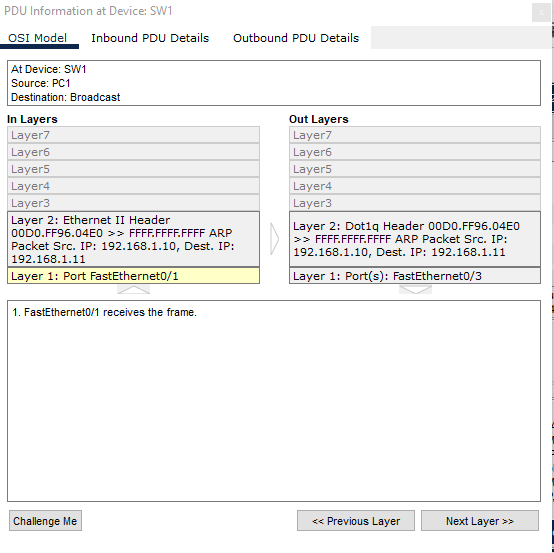 PDU Information at Device: SW1
x
OSI Model Inbound PDU Details Outbound PDU Details
At Device: SW1
Source: PC1
Destination: Broadcast
In Layers
Layer7
Layer6
Layer5
Layer4
Layer3
Layer 2: Ethernet II Header
00D0.FF96.04E0 >> FFFF.FFFF.FFFF ARP
Packet Src. IP: 192.168.1.10, Dest. IP:
192.168.1.11
Layer 1: Port FastEthernet0/1
Out Layers
Layer7
Layer6
Layer5
Layer4
Layer3
Layer 2: Dot1q Header 00D0.FF96.04E0
>> FFFF.FFFF.FFFF ARP Packet Src. IP:
192.168.1.10, Dest. IP: 192.168.1.11
Layer 1: Port(s): FastEthernet0/3
1. FastEthernet0/1 receives the frame.
Challenge Me
<< Previous Layer
Next Layer >>